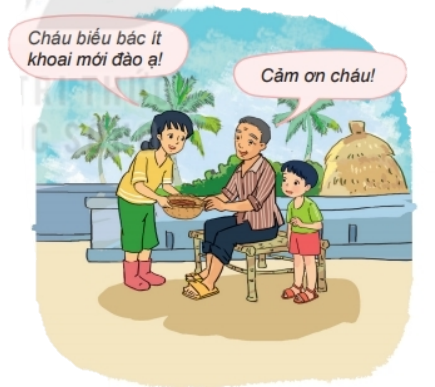 Cháu biếu bác ít
khoai mới đào ạ!
Cảm ơn cháu!